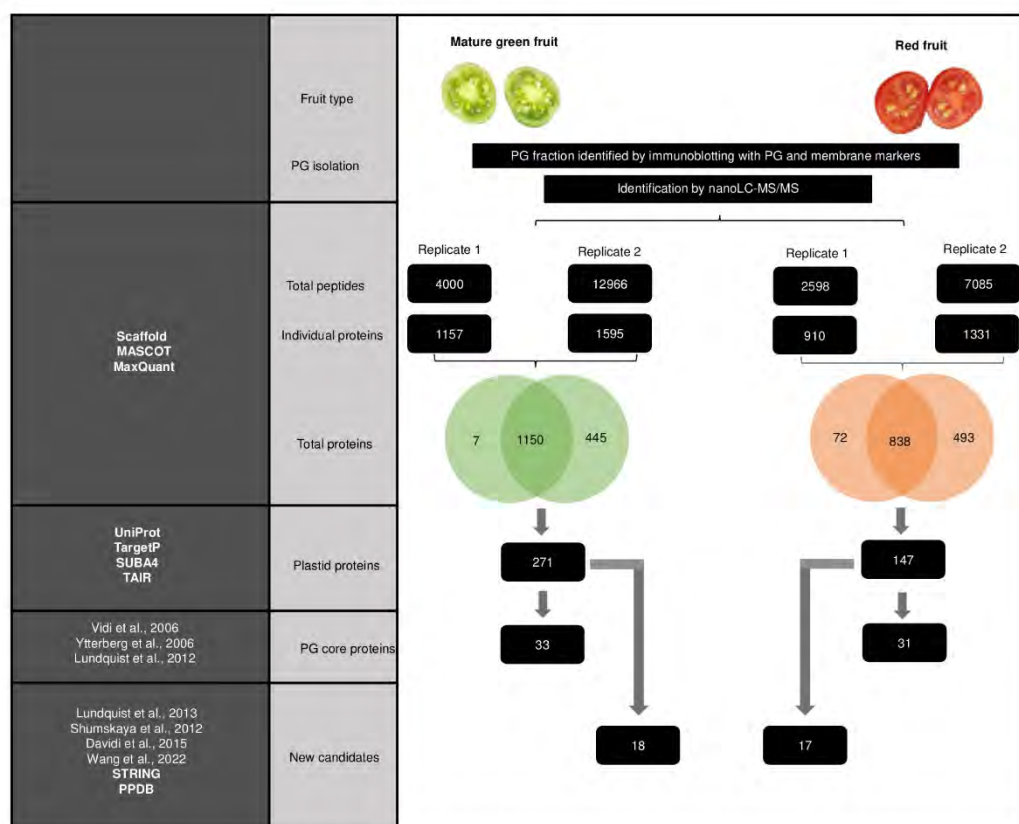 Mature green fruit
Red fruit
Fruit type
PG isolation
PG fraction identified by immunoblotting with PG and membrane markers
Identification by nanoLC-MS/MS
Replicate 1
Replicate 2
Replicate 1
Replicate 2
Total peptides
4000
12966
2598
7085
Scaffold
MASCOT
MaxQuant
Individual proteins
1157
1595
910
1331
Total proteins
7
1150
445
72
838
493
UniProt
TargetP
SUBA4
TAIR
Plastid proteins
271
147
Vidi et al., 2006
Ytterberg et al., 2006
Lundquist et al., 2012
PG core proteins
33
31
Lundquist et al., 2013
Shumskaya et al., 2012
Davidi et al., 2015
Wang et al., 2022
STRING
PPDB
New candidates
18
17